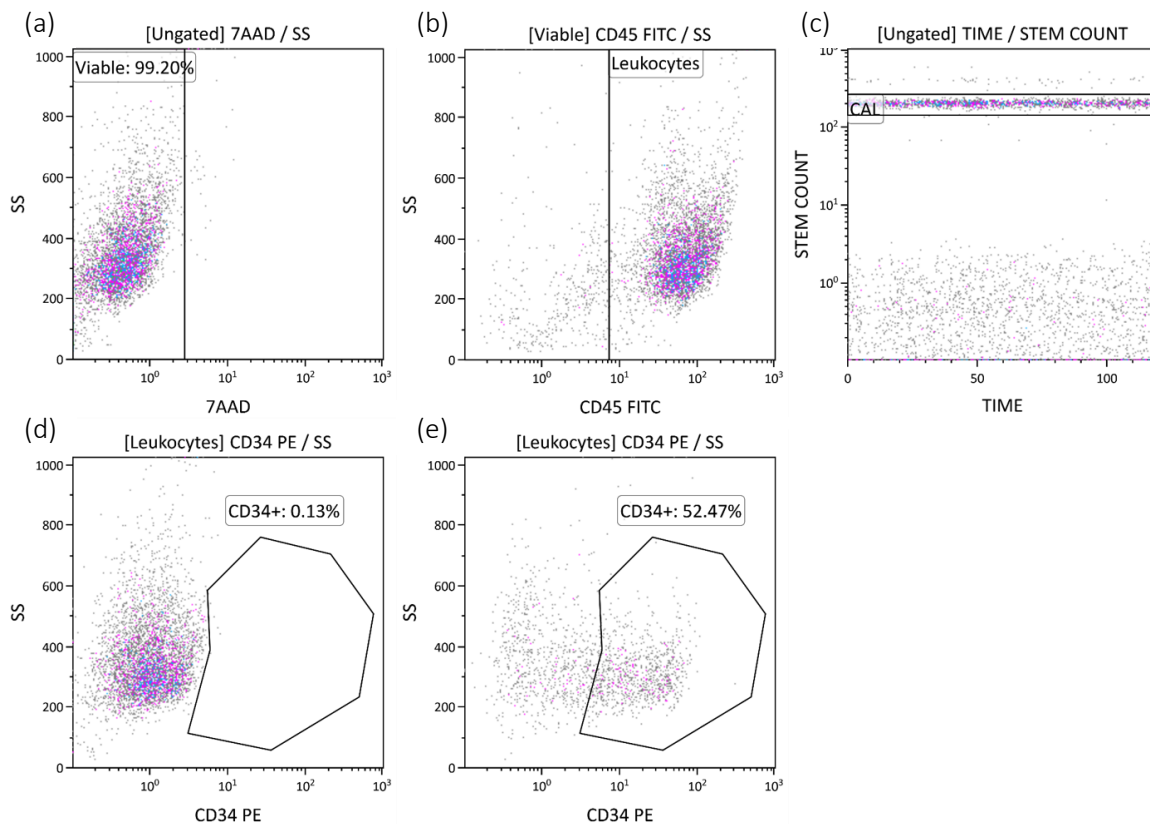 (a)
[Ungated] 7AAD / SS
1000
Viable: 99.20%
800
600
SS
400
200
0
10⁰
10¹
10²
10³
7AAD
(b)
[Viable] CD45 FITC / SS
1000
Leukocytes
800
600
SS
400
200
0
10⁰
10¹
10²
10³
CD45 FITC
(c)
[Ungated] TIME / STEM COUNT
10³
CAL
10²
STEM COUNT
10¹
10⁰
0
50
100
TIME
(d)
[Leukocytes] CD34 PE / SS
1000
CD34+: 0.13%
800
600
SS
400
200
0
10⁰
10¹
10²
10³
CD34 PE
(e)
[Leukocytes] CD34 PE / SS
1000
CD34+: 52.47%
800
600
SS
400
200
0
10⁰
10¹
10²
10³
CD34 PE